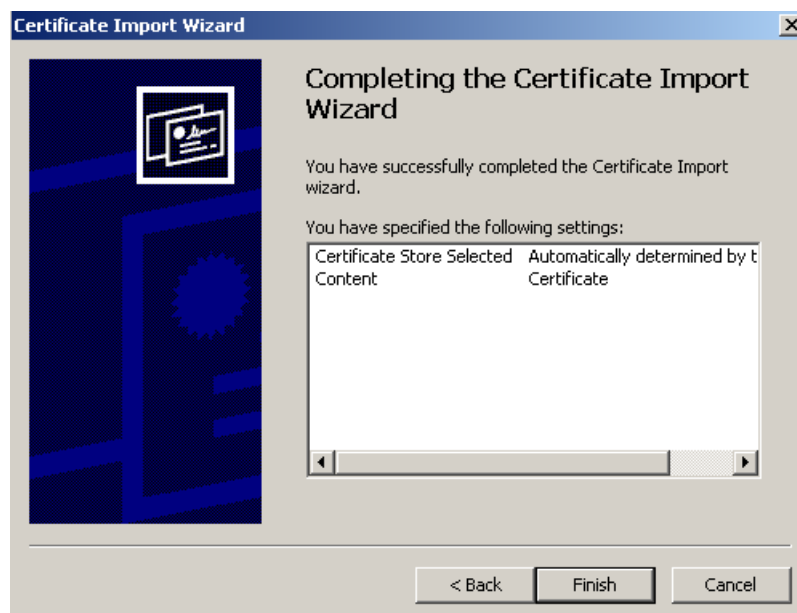 Certificate Import Wizard
Completing the Certificate Import
Wizard
You have successfully completed the Certificate Import
wizard.
You have specified the following settings:
Certificate Store Selected Automatically determined by t
Content Certificate
< Back Finish Cancel